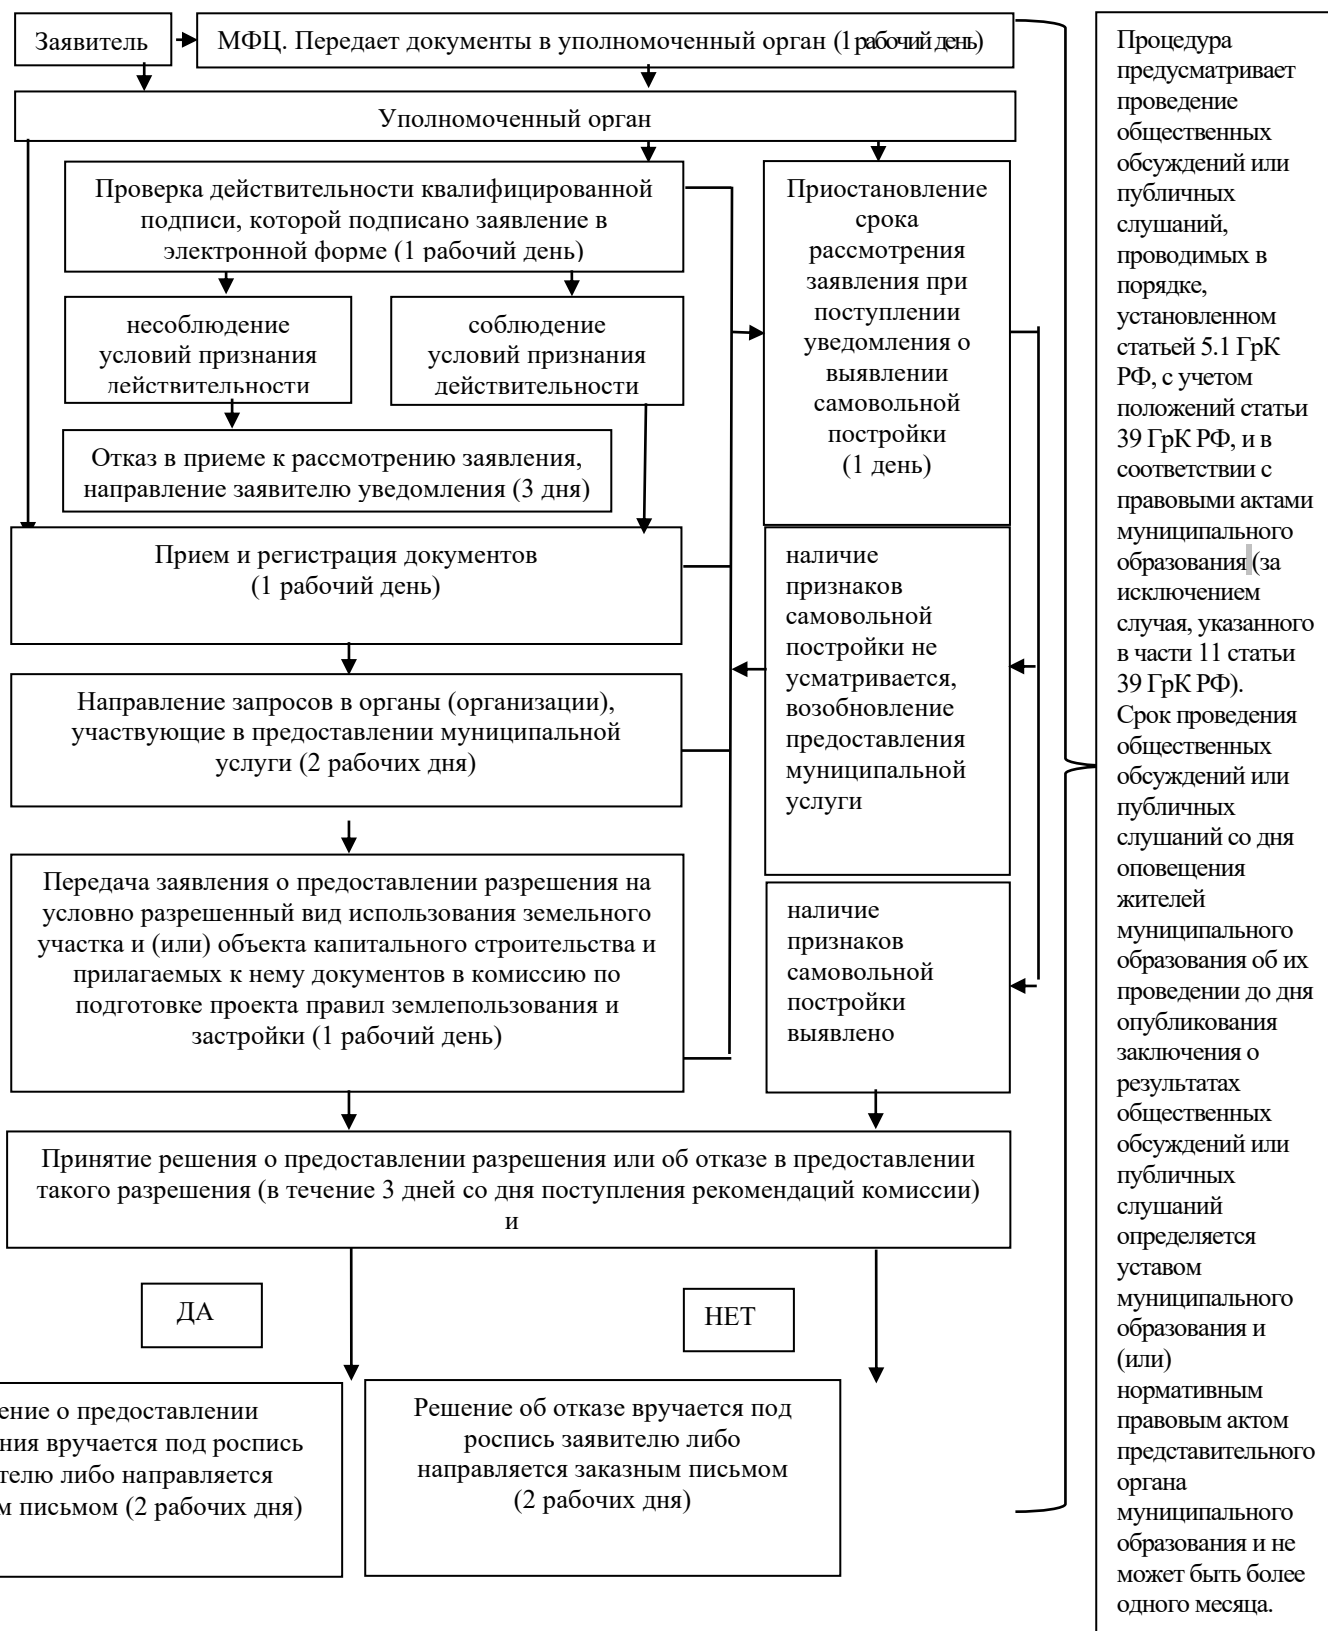 Заявитель
МФЦ. Передает документы в уполномоченный орган (1рабочий день)
Уполномоченный орган
Проверка действительности квалифицированной
подписи, которой подписано заявление в
электронной форме (1 рабочий день)
несоблюдение
условий признания
действительности
соблюдение
условий признания
действительности
Отказ в приеме к рассмотрению заявления,
направление заявителю уведомления (3 дня)
Приостановление
срока
рассмотрения
заявления при
поступлении
уведомления о
выявлении
самовольной
постройки
(1 день)
Прием и регистрация документов
(1 рабочий день)
наличие
признаков
самовольной
постройки не
усматривается,
возобновление
предоставления
муниципальной
услуги
Направление запросов в органы (организации),
участвующие в предоставлении муниципальной
услуги (2 рабочих дня)
Передача заявления о предоставлении разрешения на
условно разрешенный вид использования земельного
участка и (или) объекта капитального строительства и
прилагаемых к нему документов в комиссию по
подготовке проекта правил землепользования и
застройки (1 рабочий день)
наличие
признаков
самовольной
постройки
выявлено
Принятие решения о предоставлении разрешения или об отказе в предоставлении
такого разрешения (в течение 3 дней со дня поступления рекомендаций комиссии)
и
ДА
НЕТ
ение о предоставлении
ния вручается под роспись
телю либо направляется
м письмом (2 рабочих дня)
Решение об отказе вручается под
роспись заявителю либо
направляется заказным письмом
(2 рабочих дня)
Процедура
предусматривает
проведение
общественных
обсуждений или
публичных
слушаний,
проводимых в
порядке,
установленном
статьей 5.1 ГрК
РФ, с учетом
положений статьи
39 ГрК РФ, и в
соответствии с
правовыми актами
муниципального
образования (за
исключением
случая, указанного
в части 11 статьи
39 ГрК РФ).
Срок проведения
общественных
обсуждений или
публичных
слушаний со дня
оповещения
жителей
муниципального
образования об их
проведении до дня
опубликования
заключения о
результатах
общественных
обсуждений или
публичных
слушаний
определяется
уставом
муниципального
образования и
(или)
нормативным
правовым актом
представительного
органа
муниципального
образования и не
может быть более
одного месяца.